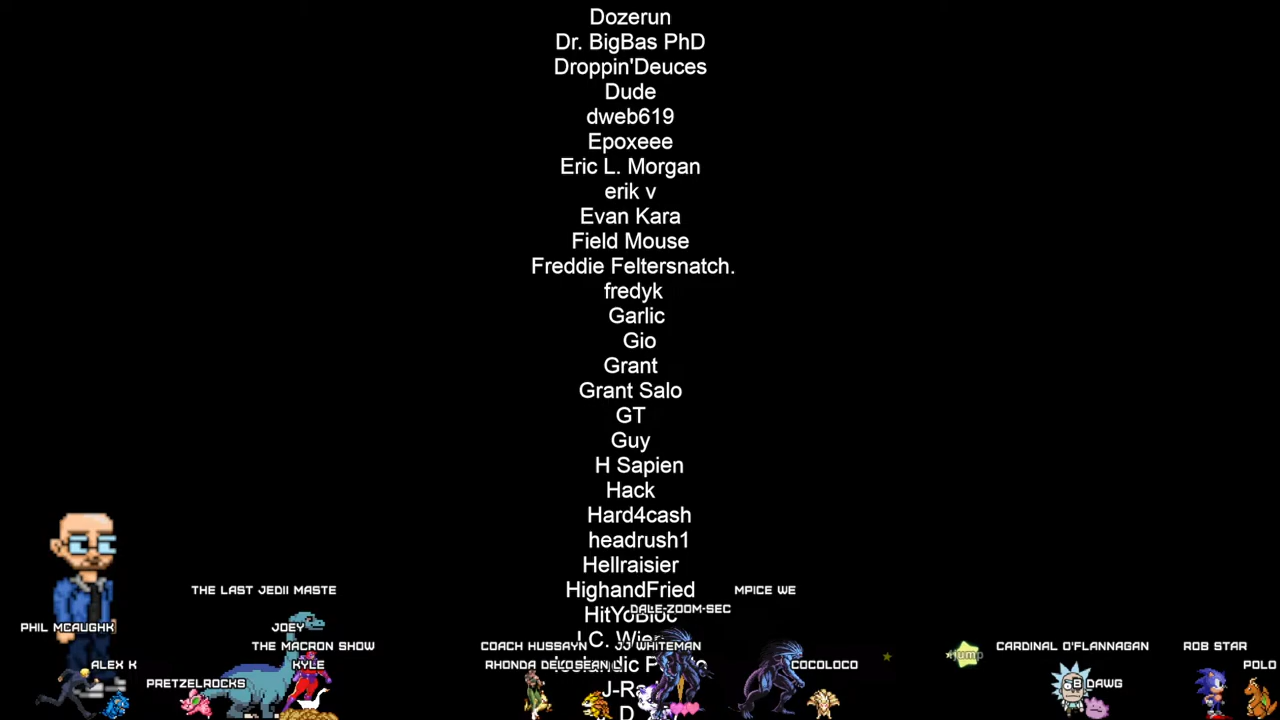 Dozerun
Dr. BigBas PhD
Droppin'Deuces
Dude
dweb619
Epoxeee
Eric L. Morgan
erik v
Evan Kara
Field Mouse
Freddie Feltersnatch.
fredyk
Garlic
Gio
Grant
Grant Salo
GT
Guy
H Sapien
Hack
Hard4cash
headrush1
Hellraisier
HighandFried
THE LAST JEDII MASTE
MPICE WE
DALE-ZOOM-SEC
PHIL MCAUGHK
JOEY
THE MACRON SHOW
COACH HUSSAYN
JJ WHITEMAN
Jump
CARDINAL O'FLANNAGAN
ROB STAR
ALEX K
KYLE
RHONDA DELOSEAN
COCOLOCO
POLO
PRETZELROCKS
DAWG